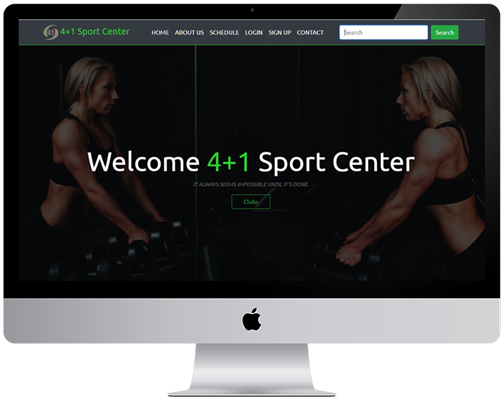 4+1 Sport Center HOME ABOUT US SCHEDULE LOGIN SIGN UP CONTACT Search Search
Welcome 4+1 Sport Center
IT ALWAYS SEEMS IMPOSSIBLE UNTIL IT'S DONE.
Clubs